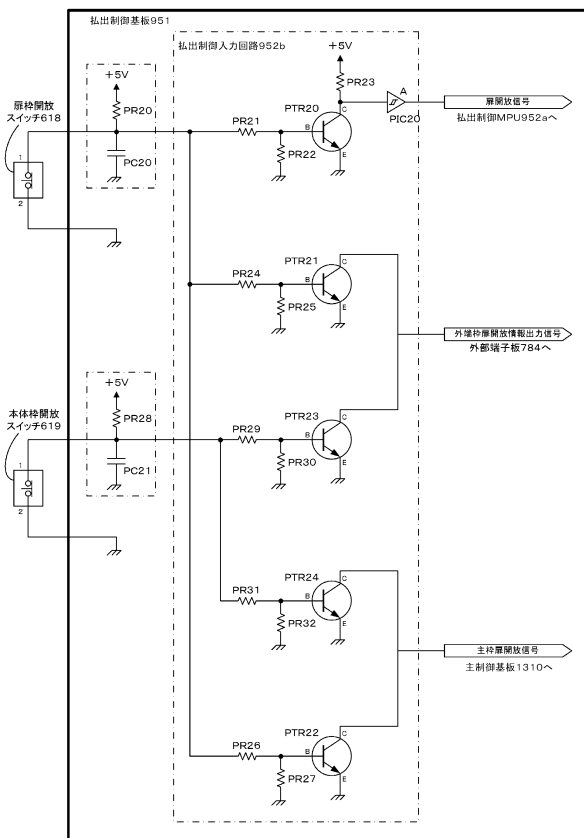 払出制御基板951
払出制御入力回路952b
+5V
PR20
PC20
扉枠開放
スイッチ618
1
2
+5V
PR23
PTR20
C
B
E
PR21
PR22
A
PIC20
扉開放信号
払出制御MPU952aへ
PTR21
C
B
E
PR24
PR25
外端枠扉開放情報出力信号
外部端子板784へ
+5V
PR28
PC21
本体枠開放
スイッチ619
1
2
PTR23
C
B
E
PR29
PR30
PTR24
C
B
E
PR31
PR32
主枠扉開放信号
主制御基板1310へ
PTR22
C
B
E
PR26
PR27